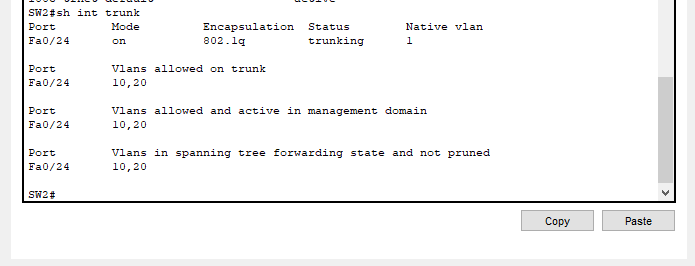 SW2#sh int trunk
Port Mode Encapsulation Status Native vlan
Fa0/24 on 802.1q trunking 1
Port Vlans allowed on trunk
Fa0/24 10,20
Port Vlans allowed and active in management domain
Fa0/24 10,20
Port Vlans in spanning tree forwarding state and not pruned
Fa0/24 10,20
SW2#
Copy Paste